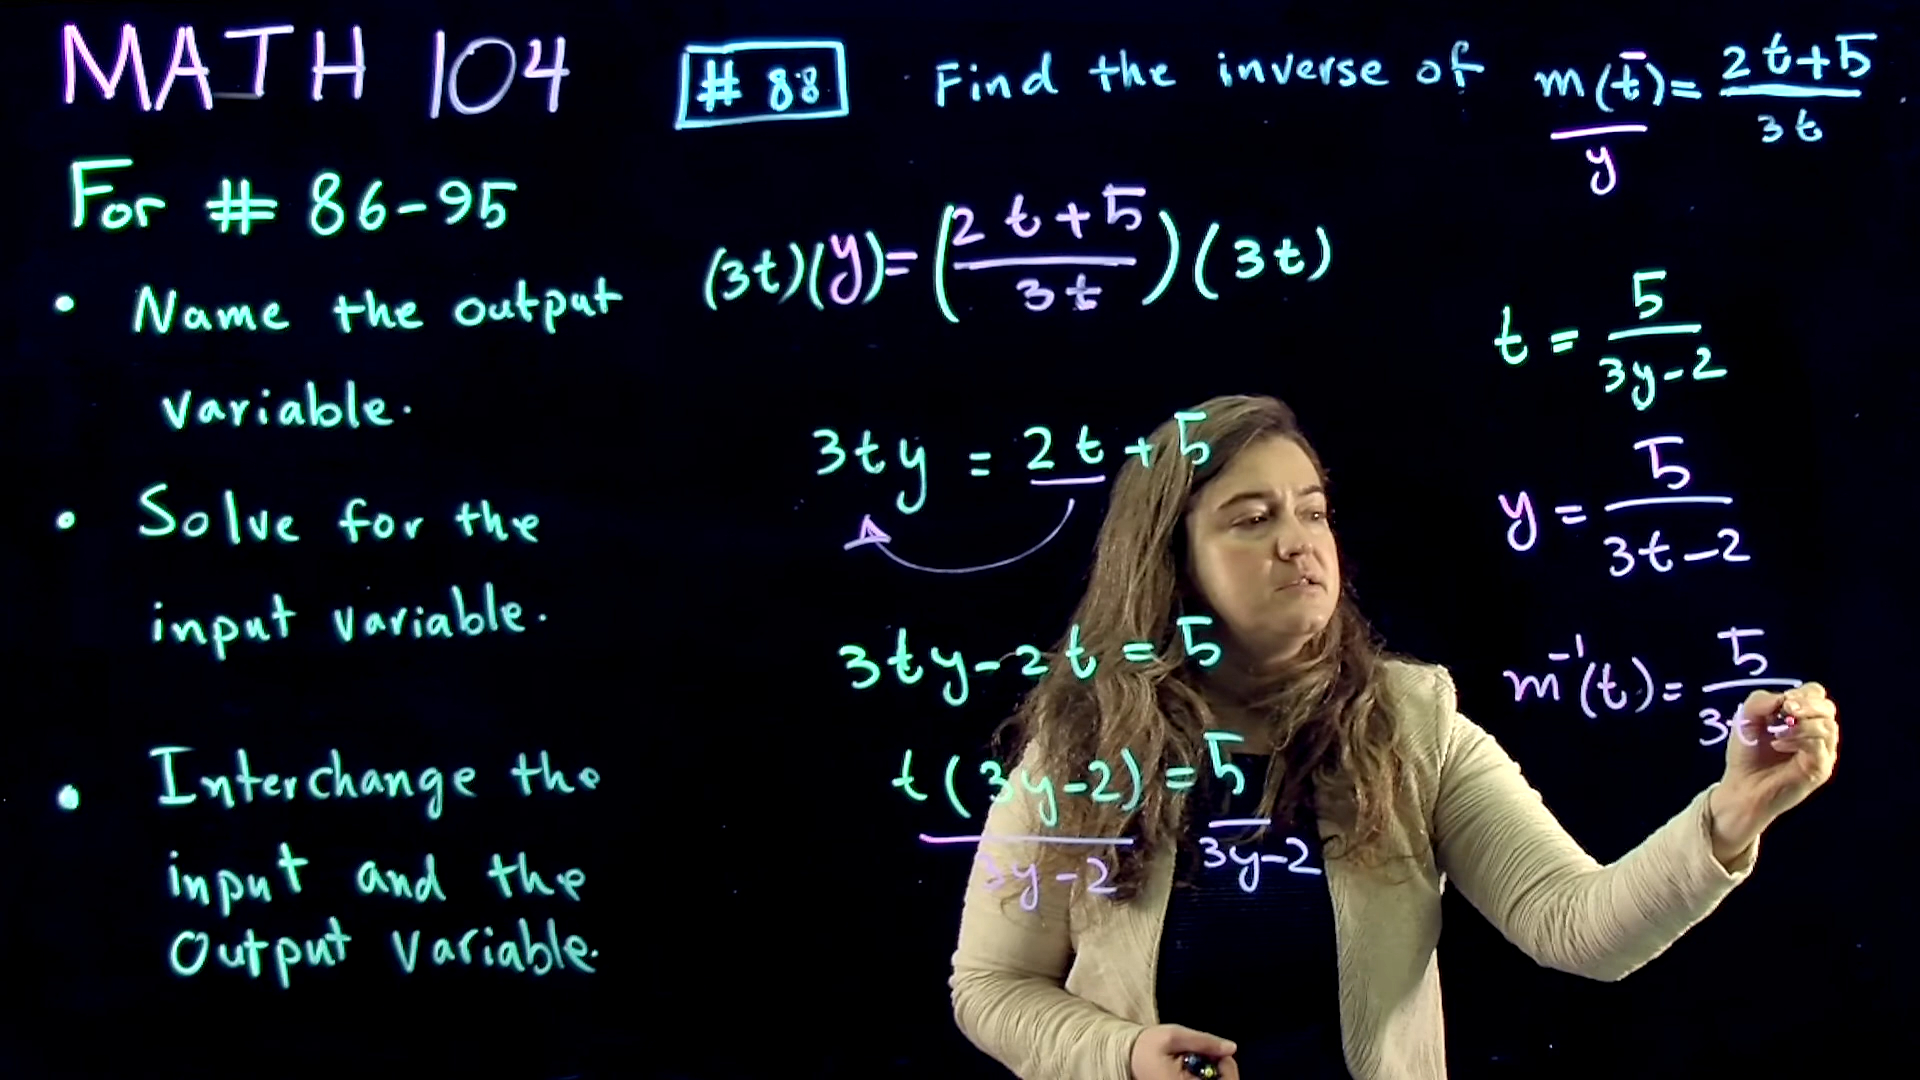 MATH 104
# 88
Find the inverse of m(t) = (2t+5)/(3t)
y
For # 86-95
• Name the output
variable.
• Solve for the
input variable.
• Interchange the
input and the
Output variable.
(3t)(y) = ((2t+5)/(3t))(3t)
3ty = 2t+5
3ty-2t=5
t(3y-2) = 5
3y-2 3y-2
t = 5/(3y-2)
y = 5/(3t-2)
m⁻¹(t) = 5/(3t-